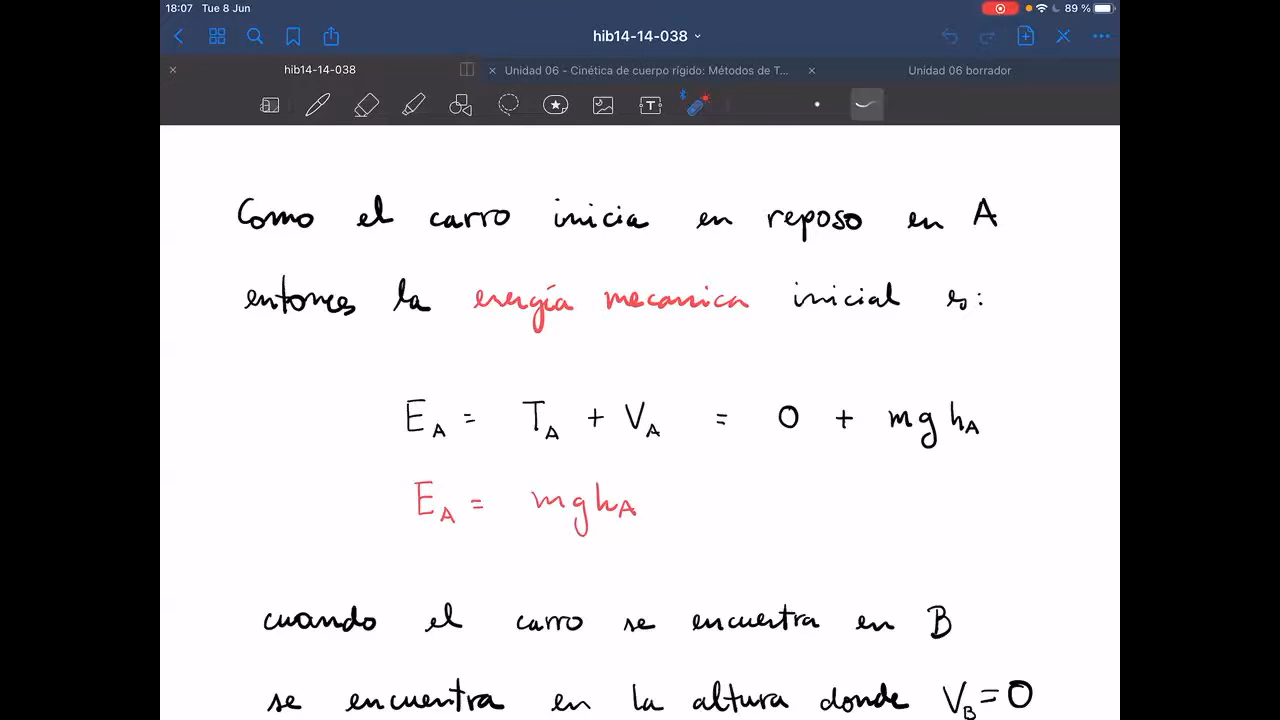 18:07 Tue 8 Jun 89 %
hib14-14-038
hib14-14-038 Unidad 06 - Cinética de cuerpo rígido: Métodos de T... Unidad 06 borrador
Como el carro inicia en reposo en A
entonces la energía mecanica inicial es:
E_A = T_A + V_A = 0 + mgh_A
E_A = mgh_A
cuando el carro se encuentra en B
se encuentra en la altura donde V_B = 0